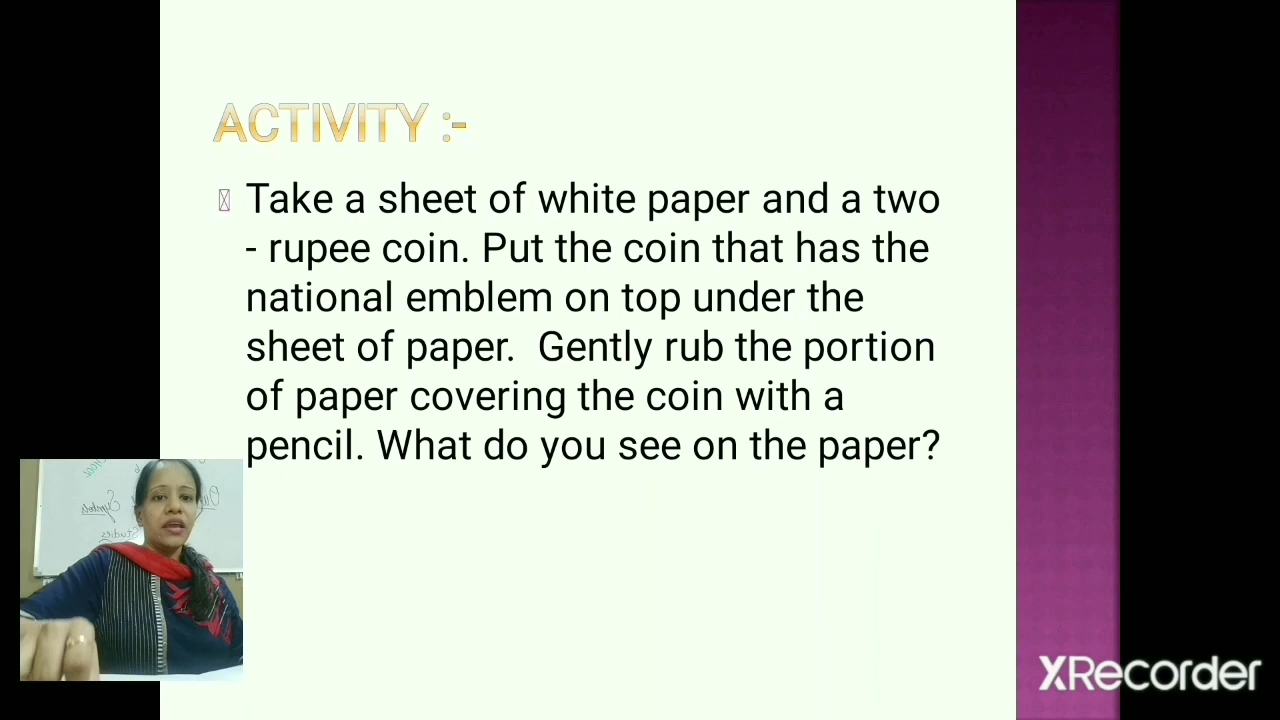 ACTIVITY :-
Take a sheet of white paper and a two
- rupee coin. Put the coin that has the
national emblem on top under the
sheet of paper.  Gently rub the portion
of paper covering the coin with a
pencil. What do you see on the paper?
Symbols
Studies
XRecorder